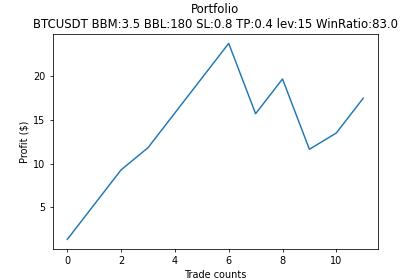 Portfolio
BTCUSDT BBM:3.5 BBL:180 SL:0.8 TP:0.4 lev:15 WinRatio:83.0
20
15
10
5
Profit ($)
0 2 4 6 8 10
Trade counts